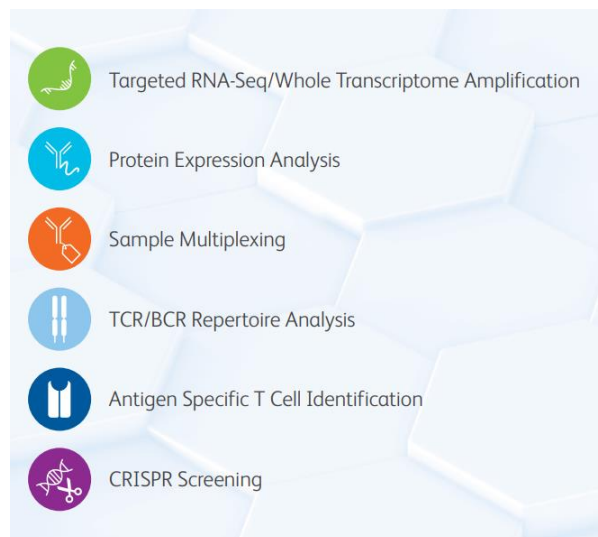 Targeted RNA-Seq/Whole Transcriptome Amplification
Protein Expression Analysis
Sample Multiplexing
TCR/BCR Repertoire Analysis
Antigen Specific T Cell Identification
CRISPR Screening